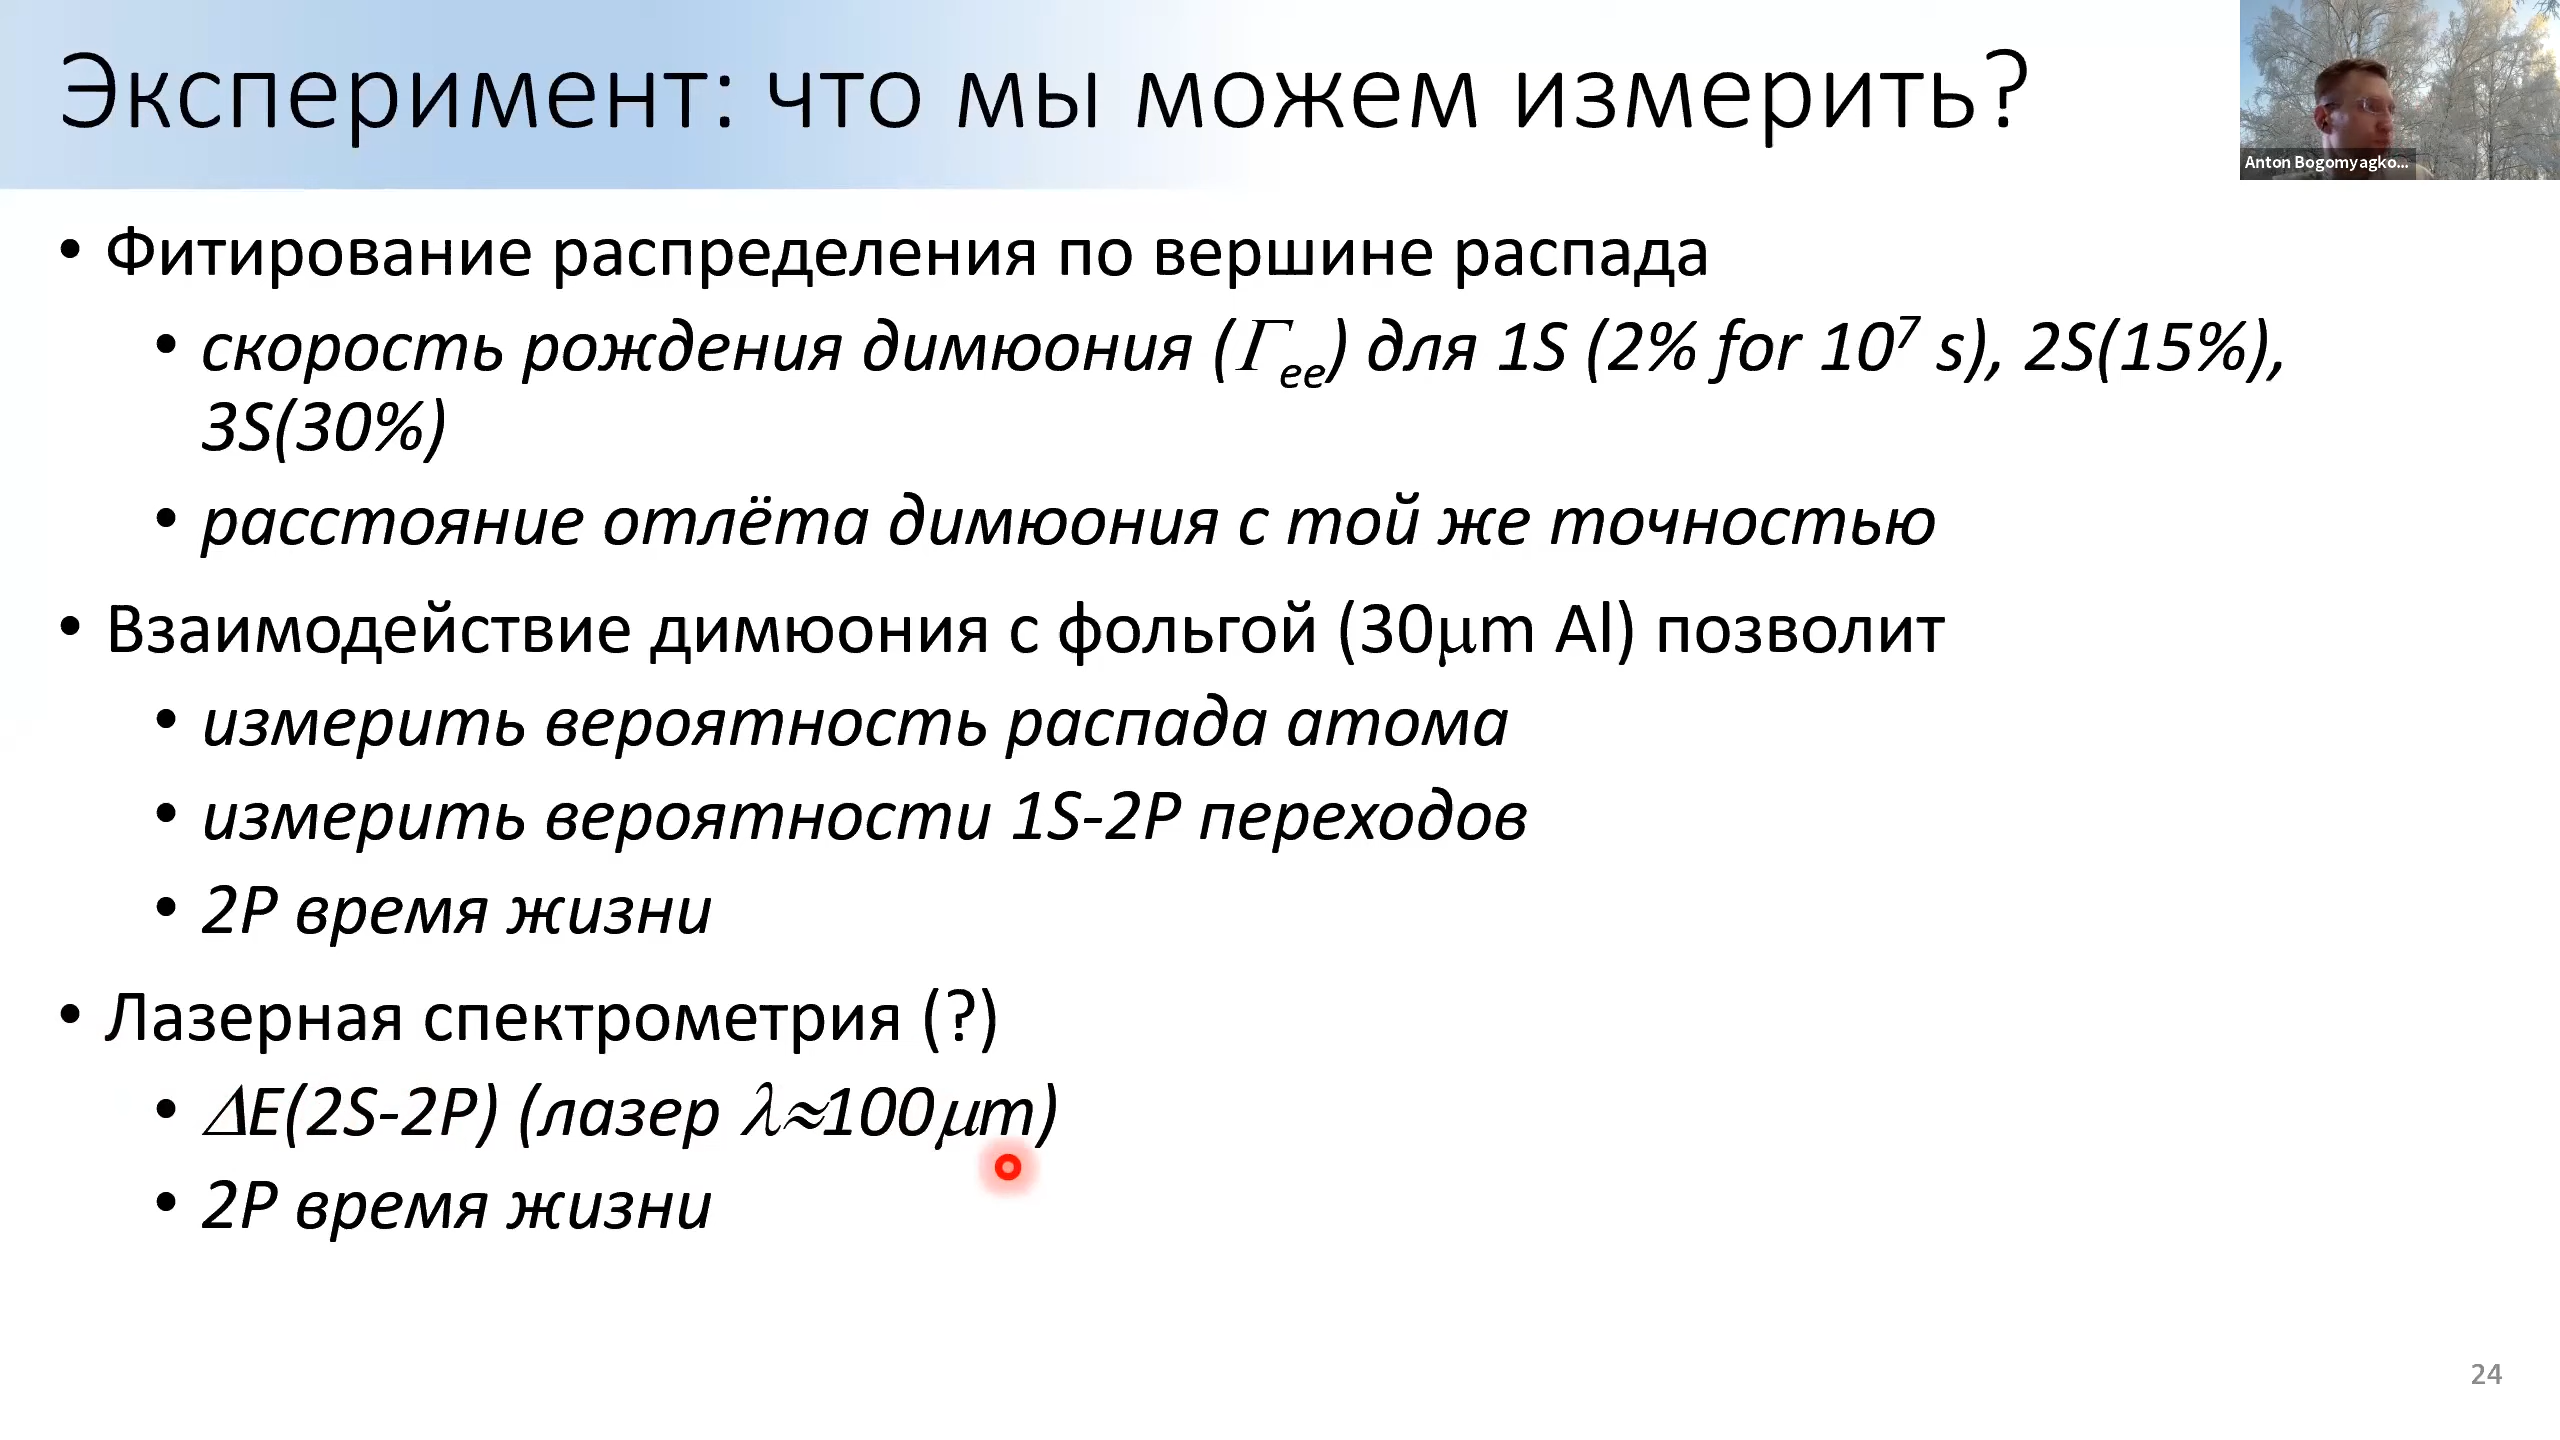 Эксперимент: что мы можем измерить?
Anton Bogomyagko...
• Фитирование распределения по вершине распада
• скорость рождения димюония (Γee) для 1S (2% for 10⁷ s), 2S(15%),
3S(30%)
• расстояние отлёта димюония с той же точностью
• Взаимодействие димюония с фольгой (30μm Al) позволит
• измерить вероятность распада атома
• измерить вероятности 1S-2P переходов
• 2P время жизни
• Лазерная спектрометрия (?)
• ΔE(2S-2P) (лазер λ≈100μm)
• 2P время жизни
24